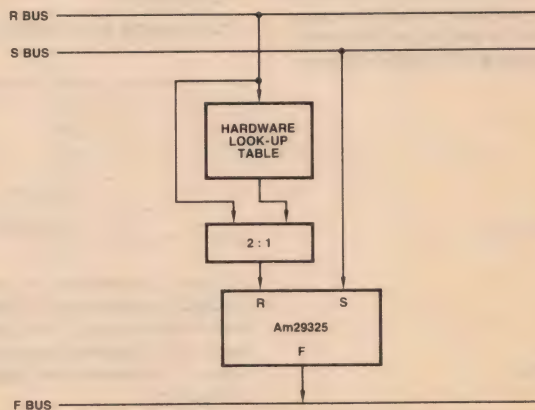 R BUS
S BUS
HARDWARE
LOOK-UP
TABLE
2 : 1
R S
Am29325
F
F BUS